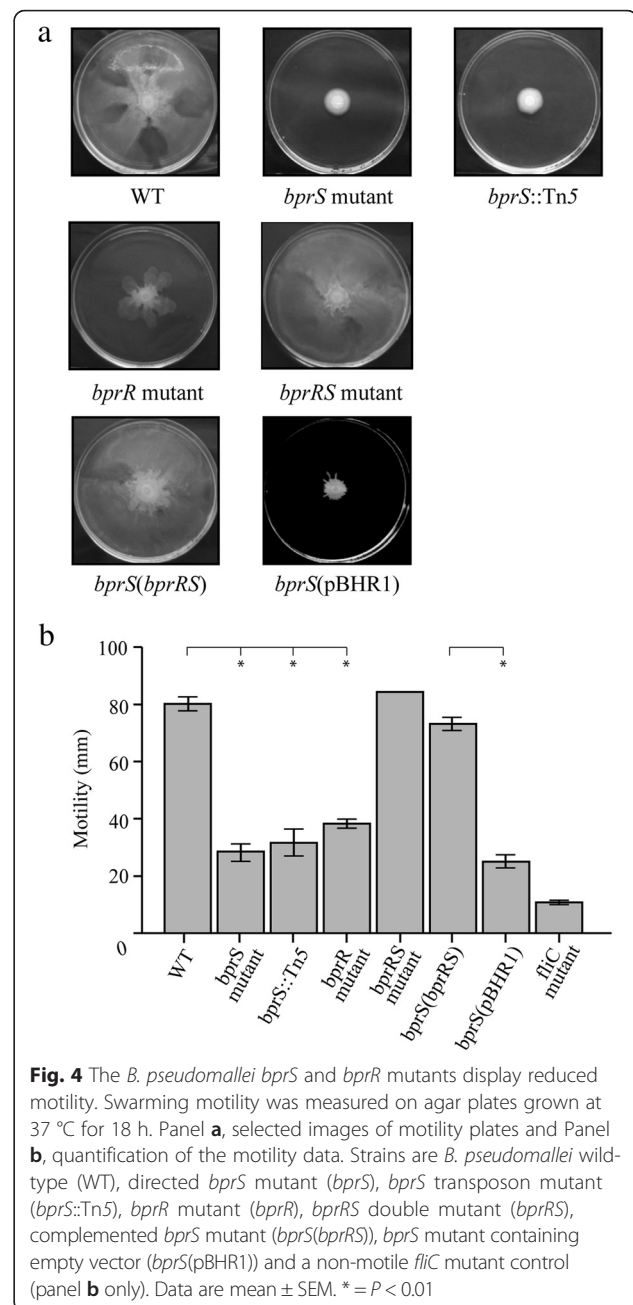 a
WT
bprS mutant
bprS::Tn5
bprR mutant
bprRS mutant
bprS(bprRS)
bprS(pBHR1)
b
100
80
60
40
20
0
Motility (mm)
*
*
*
*
WT
bprS
mutant
bprS::Tn5
bprR
mutant
bprRS
mutant
bprS(bprRS)
bprS(pBHR1)
fliC
mutant
Fig. 4 The B. pseudomallei bprS and bprR mutants display reduced
motility. Swarming motility was measured on agar plates grown at
37 °C for 18 h. Panel a, selected images of motility plates and Panel
b, quantification of the motility data. Strains are B. pseudomallei wild-
type (WT), directed bprS mutant (bprS), bprS transposon mutant
(bprS::Tn5), bprR mutant (bprR), bprRS double mutant (bprRS),
complemented bprS mutant (bprS(bprRS)), bprS mutant containing
empty vector (bprS(pBHR1)) and a non-motile fliC mutant control
(panel b only). Data are mean ± SEM. * = P < 0.01